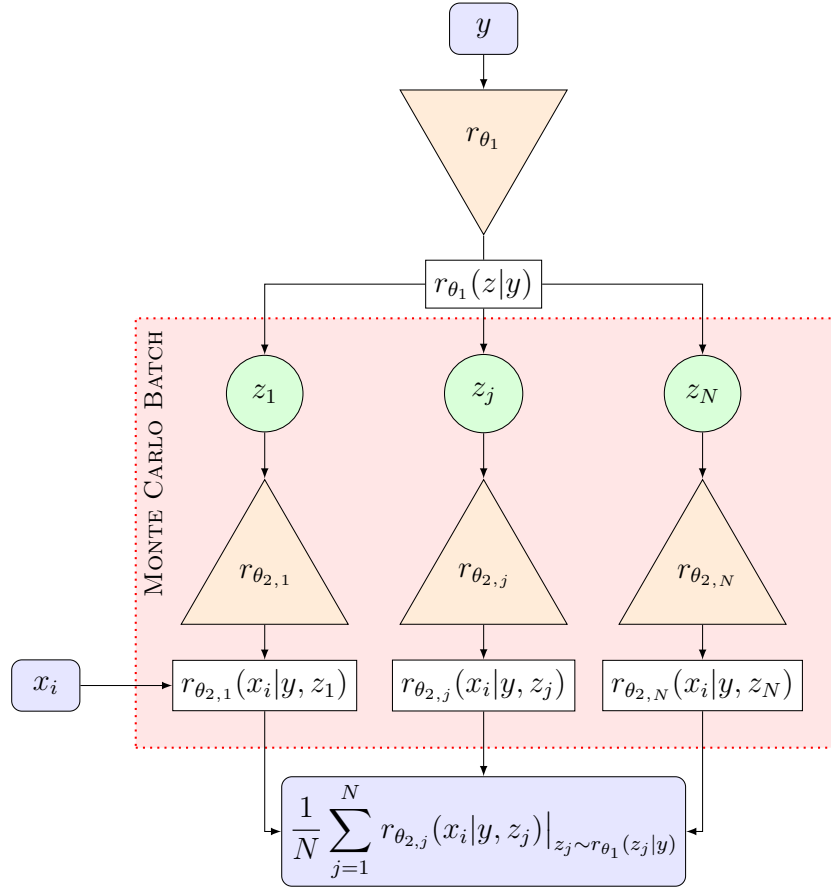 y
r_{θ_1}
r_{θ_1}(z|y)
MONTE CARLO BATCH
z_1
z_j
z_N
r_{θ_{2,1}}
r_{θ_{2,j}}
r_{θ_{2,N}}
x_i
r_{θ_{2,1}}(x_i|y, z_1)
r_{θ_{2,j}}(x_i|y, z_j)
r_{θ_{2,N}}(x_i|y, z_N)
\frac{1}{N} \sum_{j=1}^{N} r_{θ_{2,j}}(x_i|y, z_j)|_{z_j∼r_{θ_1}(z_j|y)}